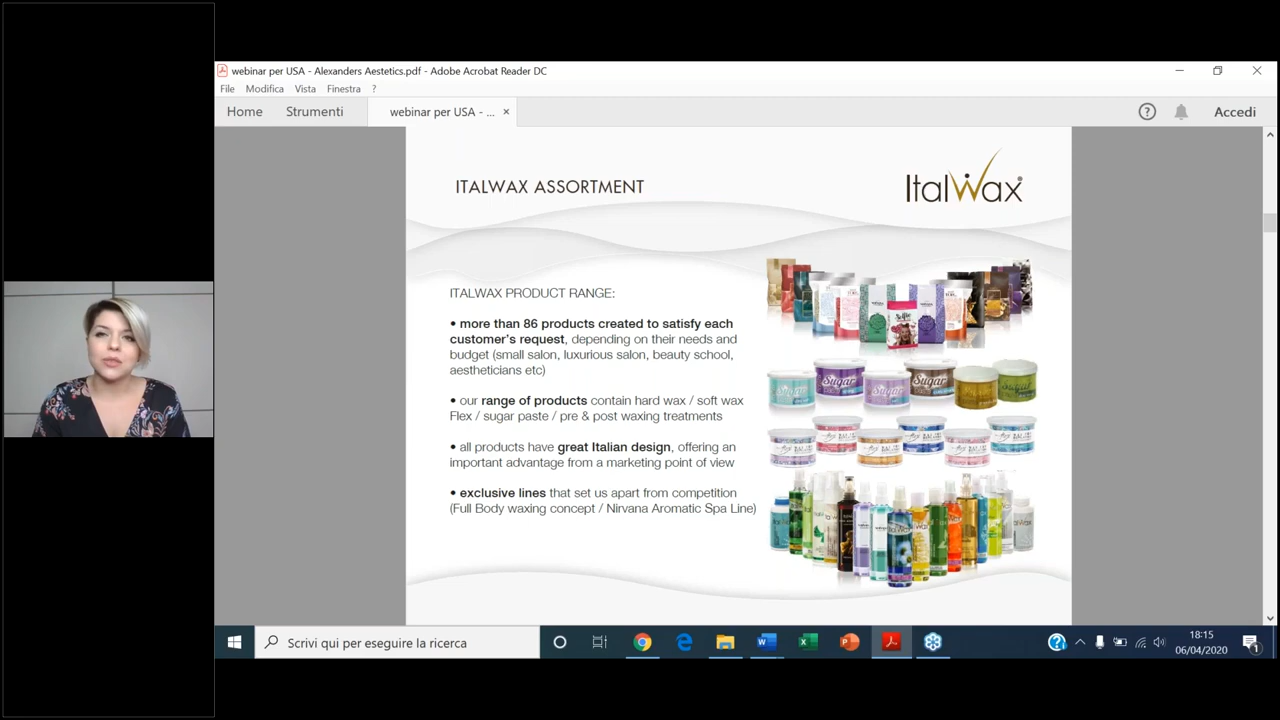 webinar per USA - Alexanders Aestetics.pdf - Adobe Acrobat Reader DC
File Modifica Vista Finestra ?
Home Strumenti webinar per USA - ... × Accedi
ITALWAX ASSORTMENT
ItalWax
ITALWAX PRODUCT RANGE:
• more than 86 products created to satisfy each
customer's request, depending on their needs and
budget (small salon, luxurious salon, beauty school,
aestheticians etc)
• our range of products contain hard wax / soft wax
Flex / sugar paste / pre & post waxing treatments
• all products have great Italian design, offering an
important advantage from a marketing point of view
• exclusive lines that set us apart from competition
(Full Body waxing concept / Nirvana Aromatic Spa Line)
Sugar
Sugar
Sugar
Sugar
Natural
ItalWax
Scrivi qui per eseguire la ricerca
18:15
06/04/2020
1